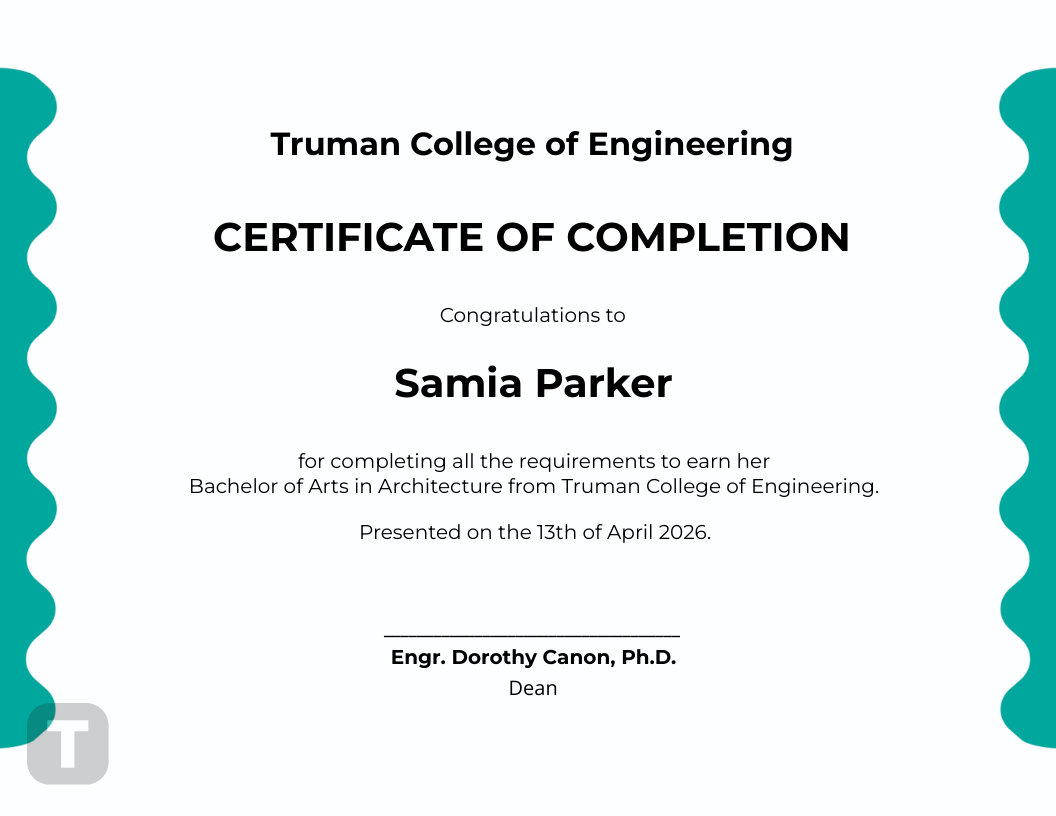 Truman College of Engineering
CERTIFICATE OF COMPLETION
Congratulations to
Samia Parker
for completing all the requirements to earn her
Bachelor of Arts in Architecture from Truman College of Engineering.
Presented on the 13th of April 2026.
Engr. Dorothy Canon, Ph.D.
Dean
T